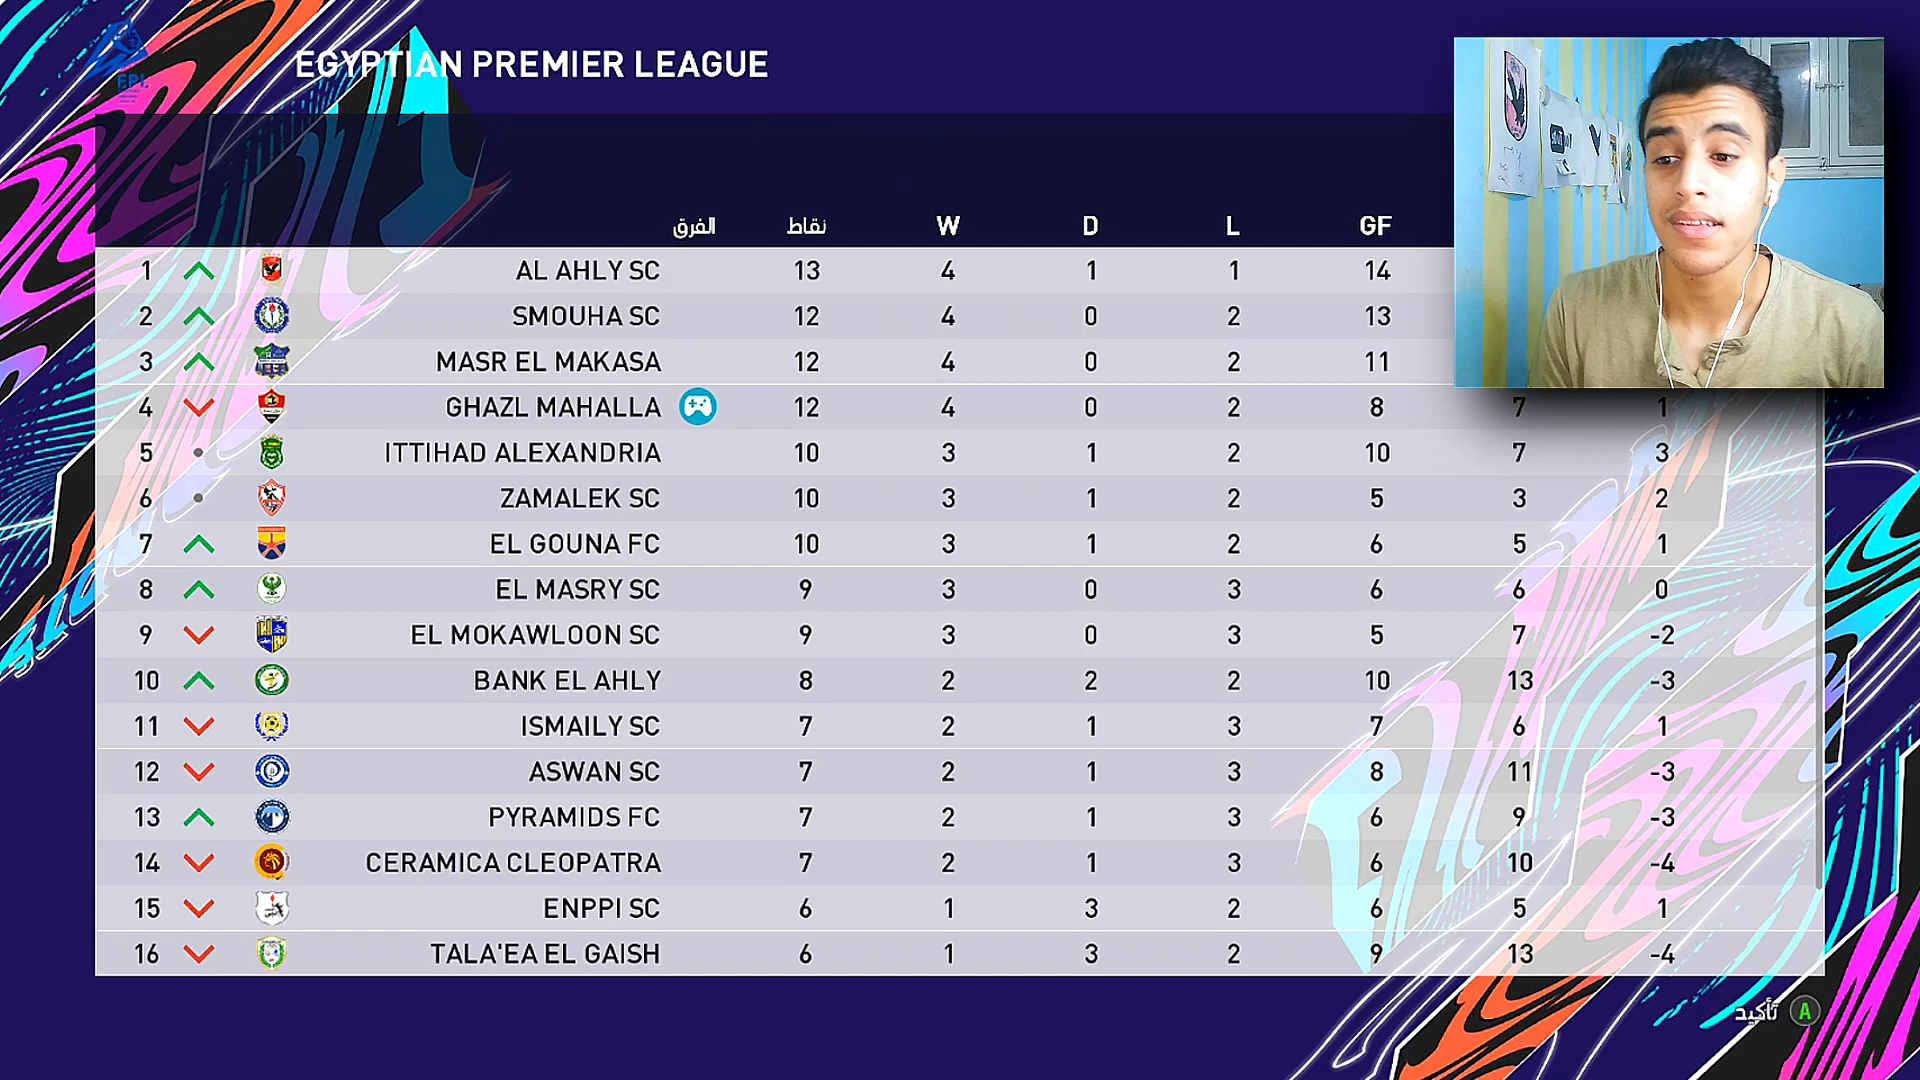 EPL
EGYPTIAN PREMIER LEAGUE
الفرق نقاط W D L GF
1 AL AHLY SC 13 4 1 1 14
2 SMOUHA SC 12 4 0 2 13
3 MASR EL MAKASA 12 4 0 2 11
4 GHAZL MAHALLA 12 4 0 2 8 7 1
5 ITTIHAD ALEXANDRIA 10 3 1 2 10 7 3
6 ZAMALEK SC 10 3 1 2 5 3 2
7 EL GOUNA FC 10 3 1 2 6 5 1
8 EL MASRY SC 9 3 0 3 6 6 0
9 EL MOKAWLOON SC 9 3 0 3 5 7 -2
10 BANK EL AHLY 8 2 2 2 10 13 -3
11 ISMAILY SC 7 2 1 3 7 6 1
12 ASWAN SC 7 2 1 3 8 11 -3
13 PYRAMIDS FC 7 2 1 3 6 9 -3
14 CERAMICA CLEOPATRA 7 2 1 3 6 10 -4
15 ENPPI SC 6 1 3 2 6 5 1
16 TALA'EA EL GAISH 6 1 3 2 9 13 -4
تأكيد A